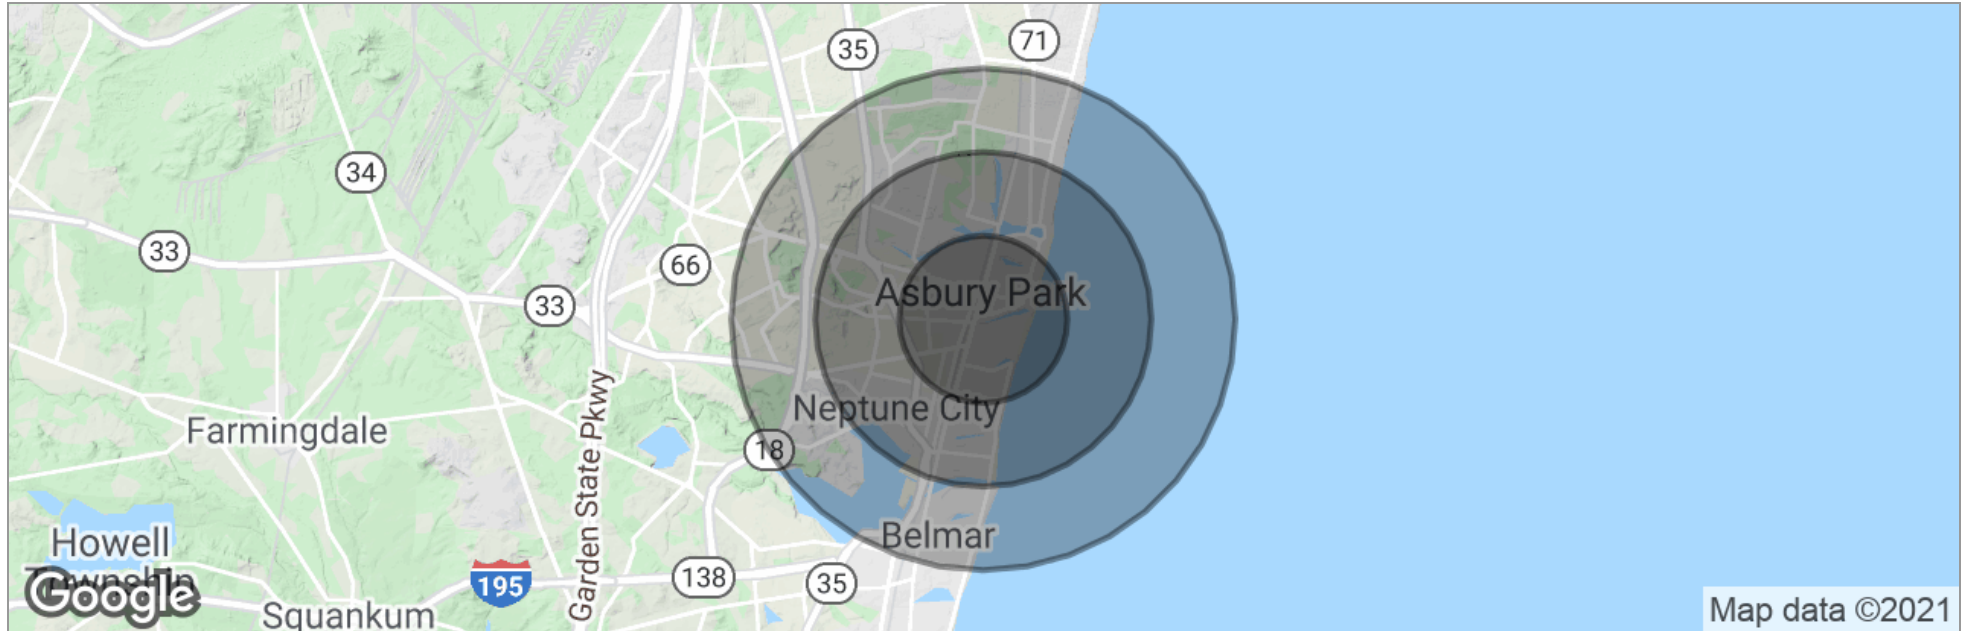 35
71
34
33
66
Asbury Park
33
Garden State Pkwy
Neptune City
Farmingdale
18
Belmar
Howell
Township
195
138
35
Google
Squankum
Map data ©2021